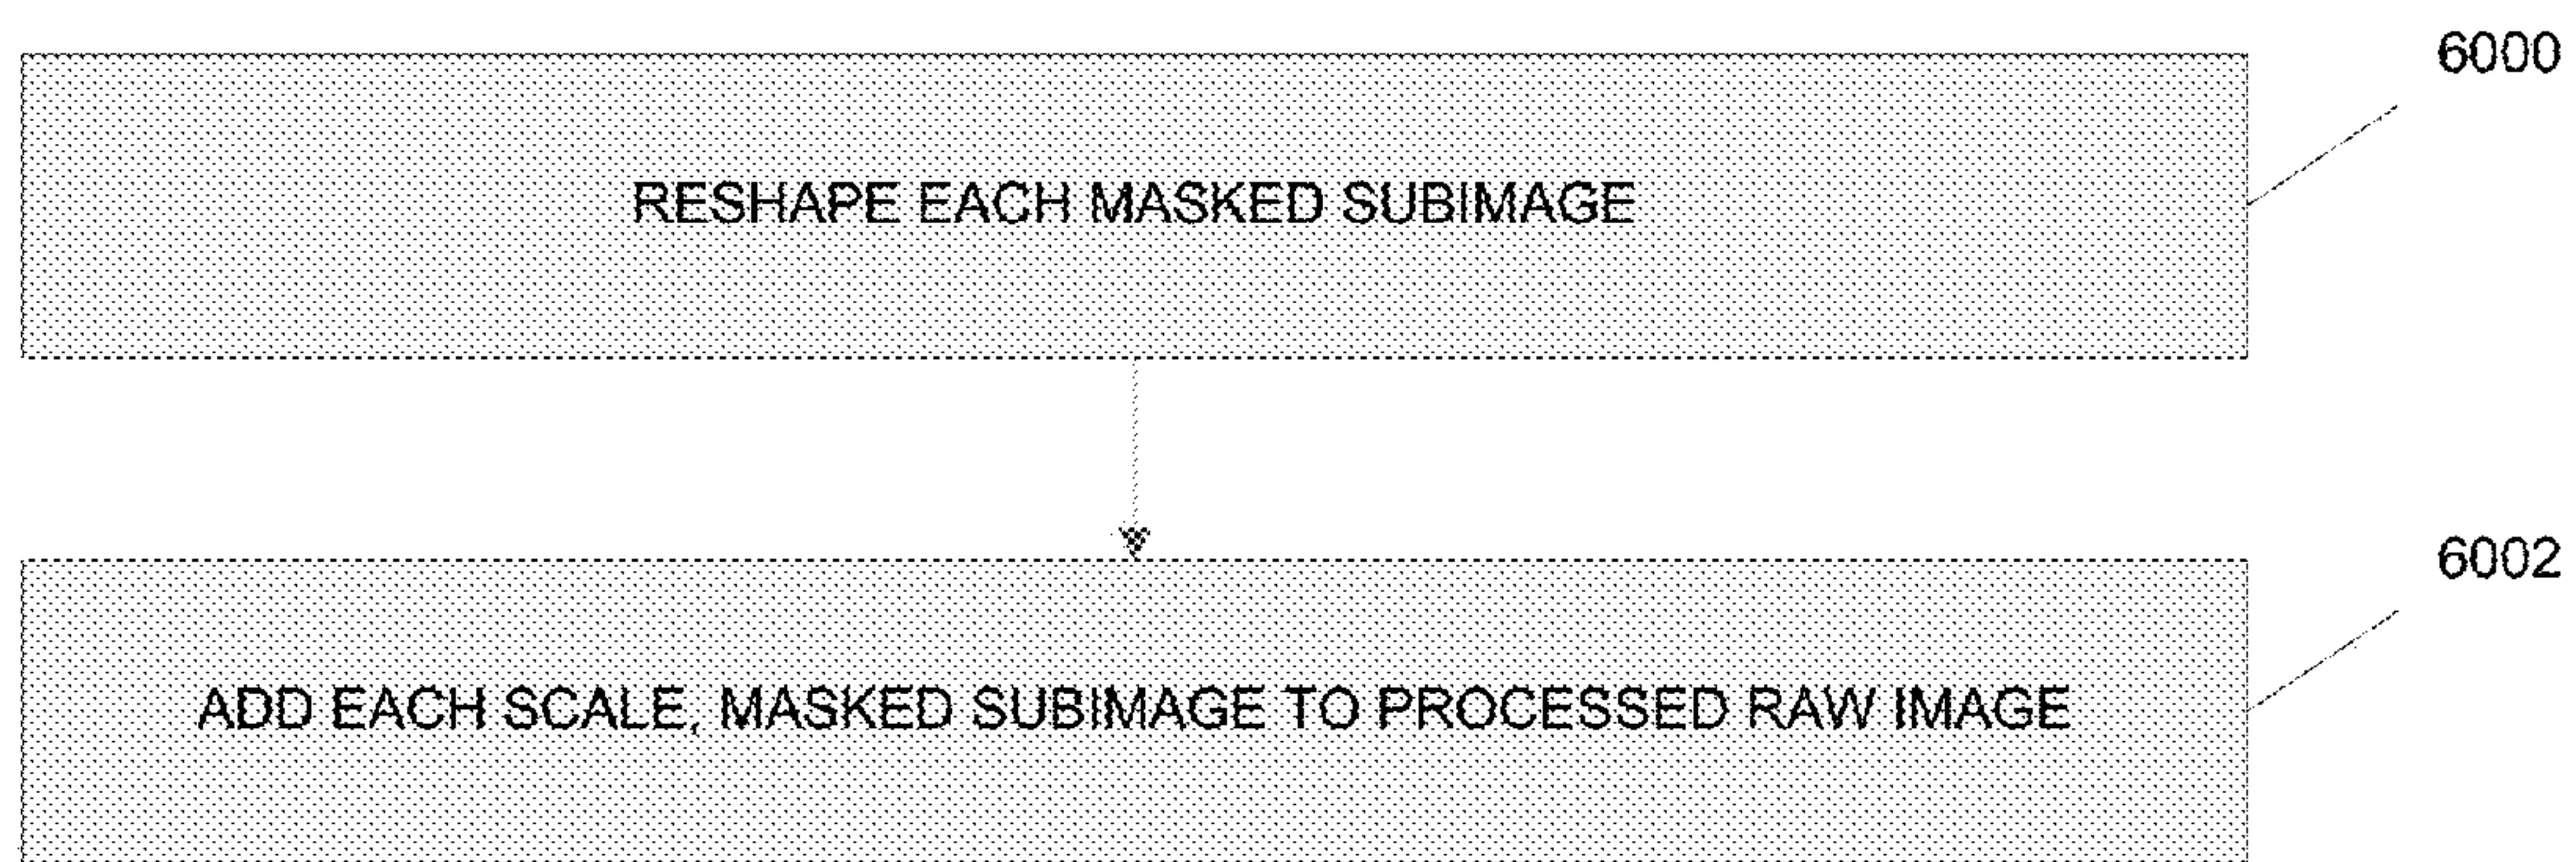 6000
RESHAPE EACH MASKED SUBIMAGE
6002
ADD EACH SCALE, MASKED SUBIMAGE TO PROCESSED RAW IMAGE